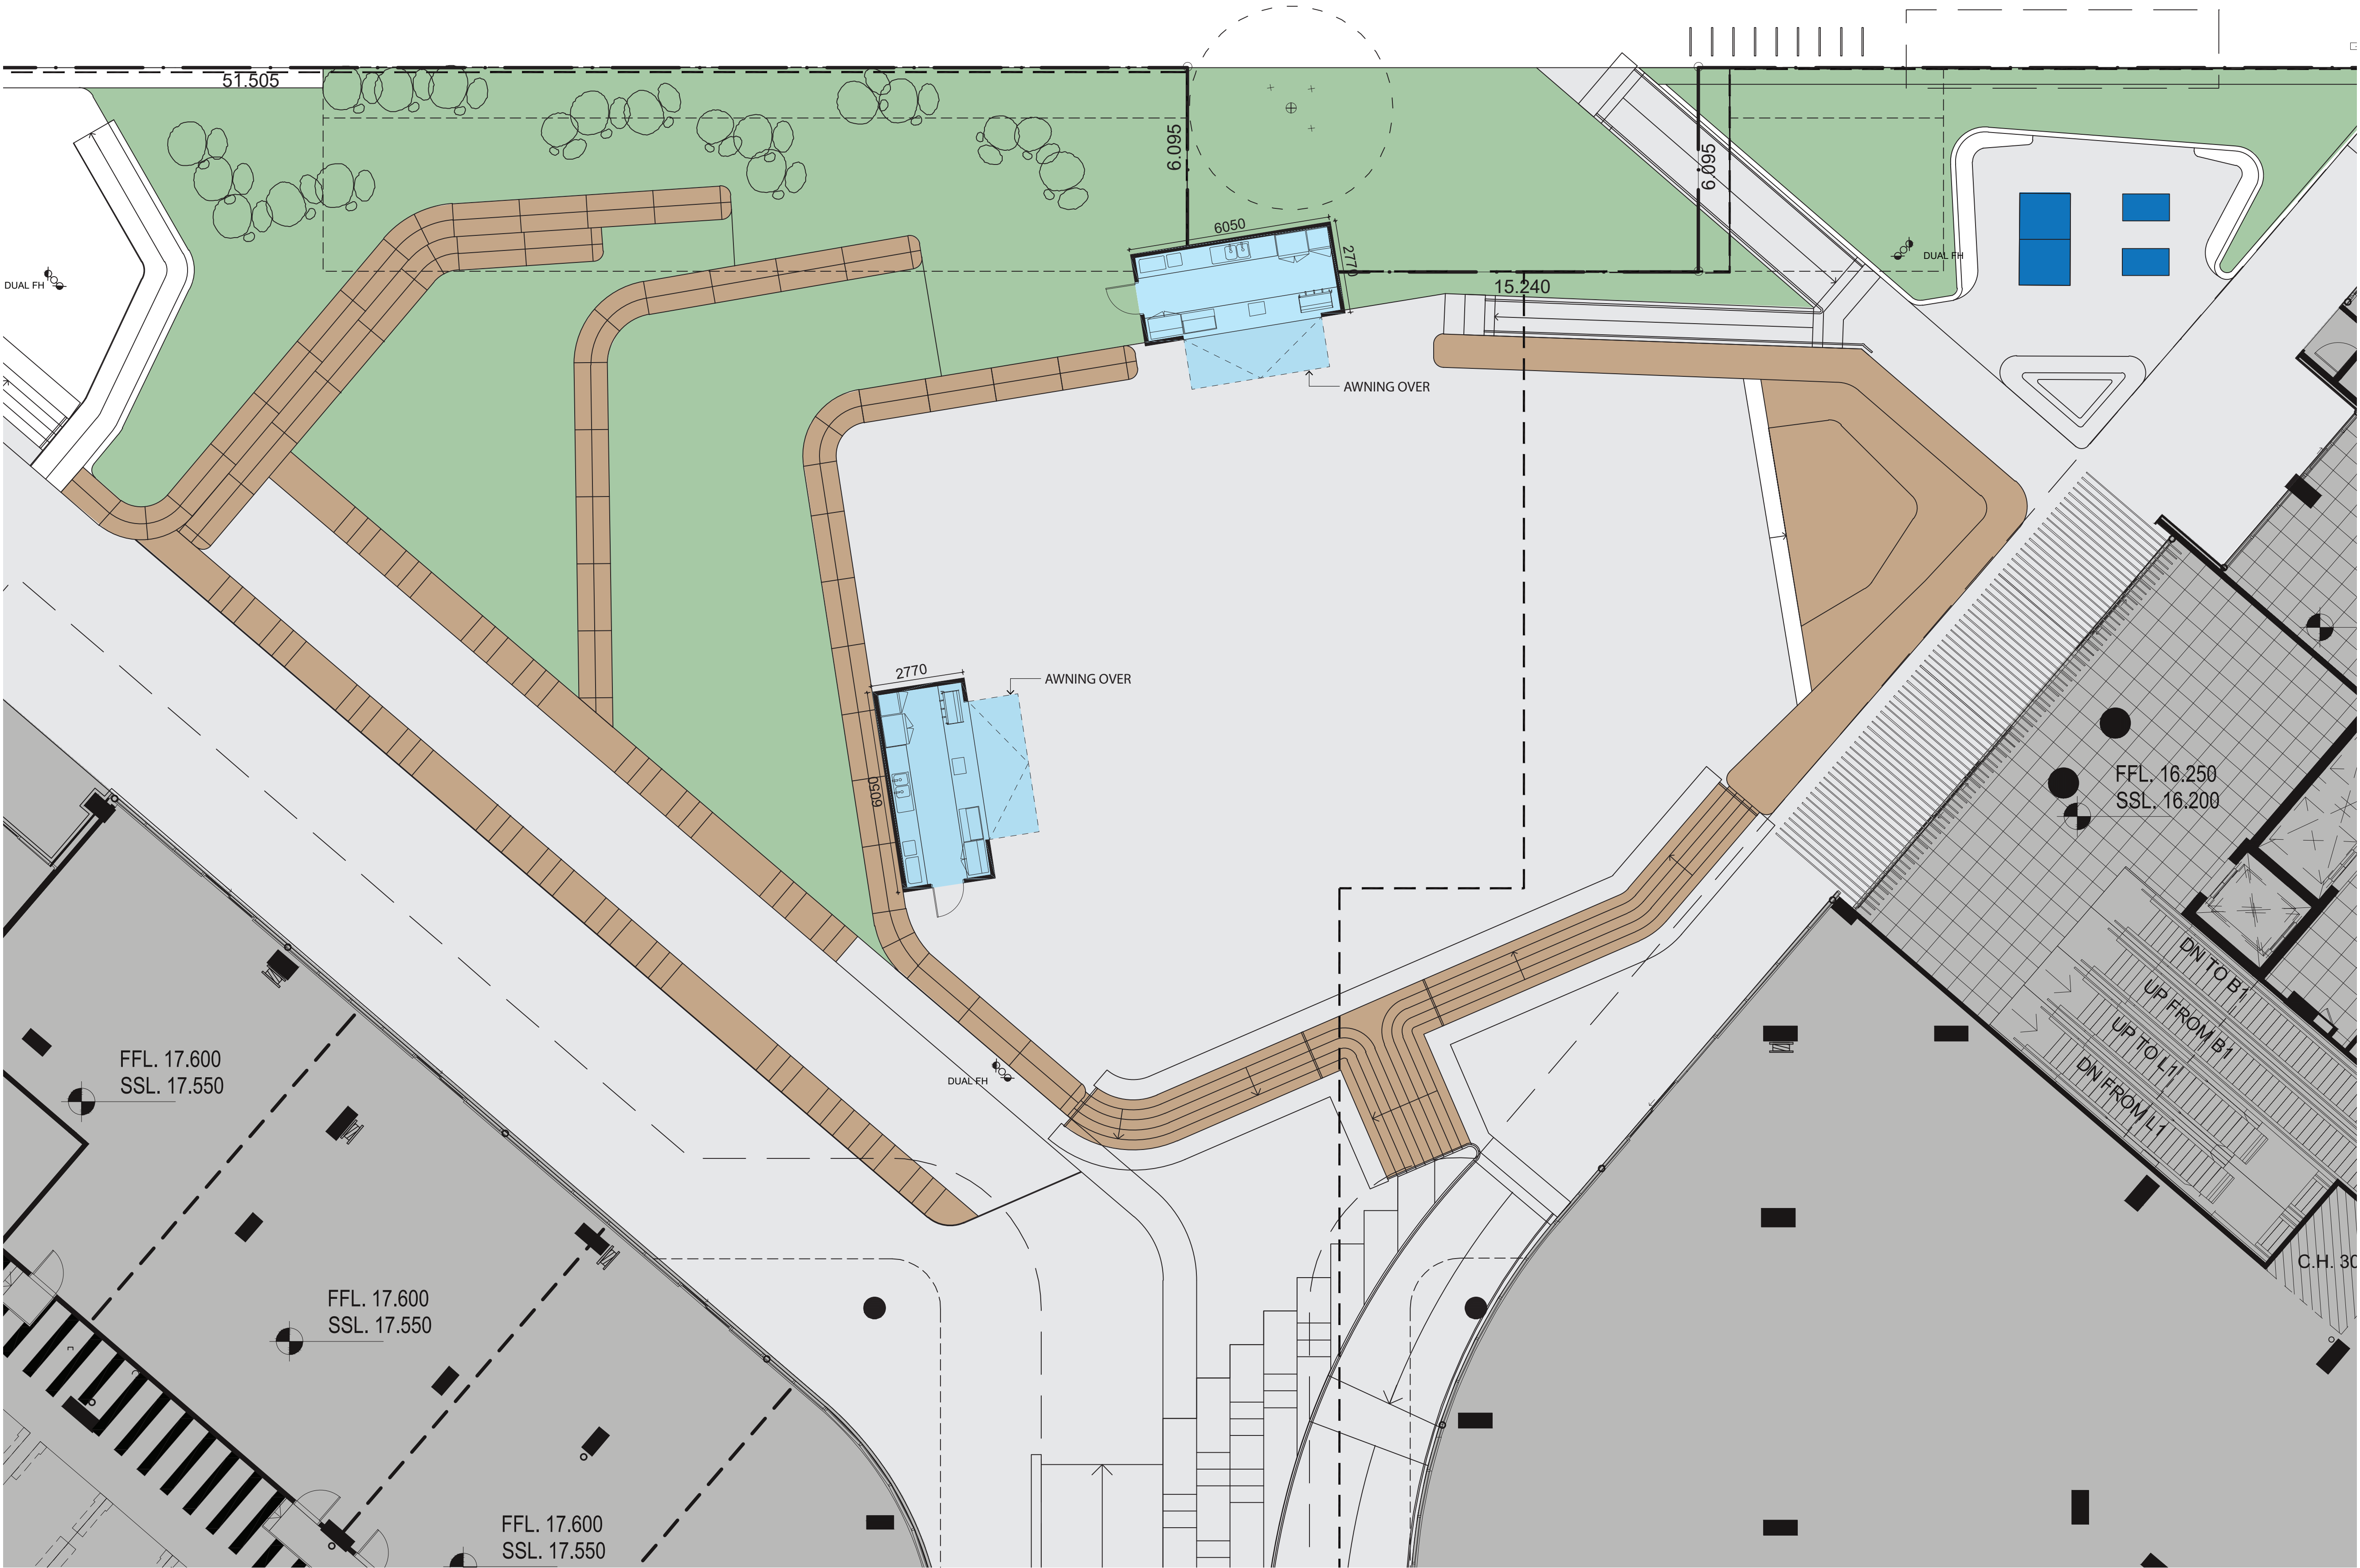 51.505
6.095
6.095
6050
2770
DUAL FH
DUAL FH
15.240
AWNING OVER
2770
AWNING OVER
6050
FFL. 16.250
SSL. 16.200
DN TO B1
UP FROM B1
UP TO L1
DN FROM L1
FFL. 17.600
SSL. 17.550
DUAL FH
C.H. 30
FFL. 17.600
SSL. 17.550
FFL. 17.600
SSL. 17.550